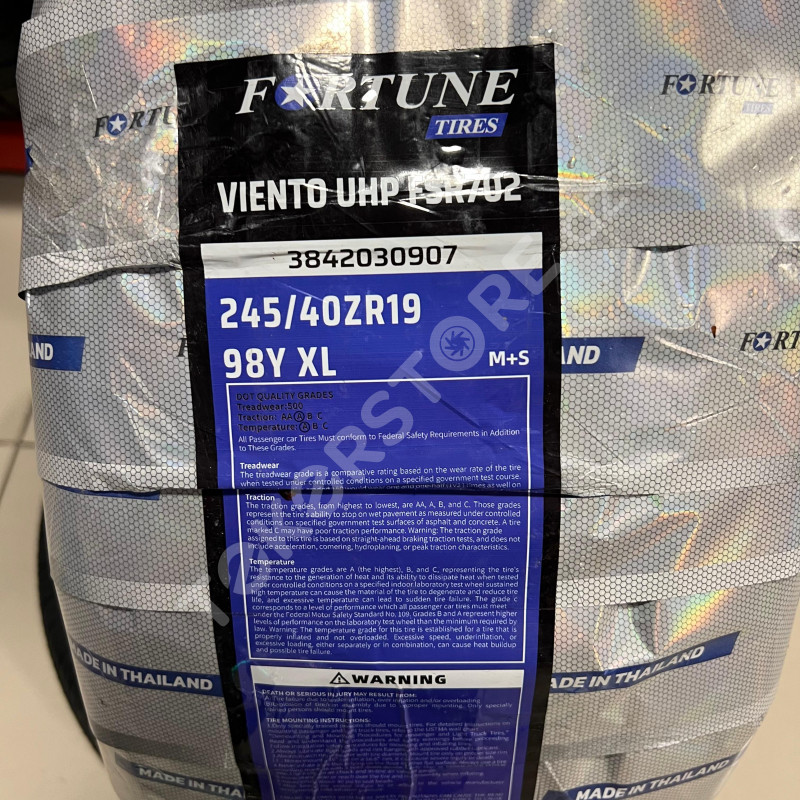 FORTUNE
TIRES
FORTUNE
FORTUNE
TIRES
VIENTO UHP FSR702
3842030907
245/40ZR19
98Y XL
M+S
LAND
ND
FORT
DOT QUALITY GRADES
Treadwear:500
Traction: AA A B C
Temperature: A B C
All Passenger car Tires Must conform to Federal Safety Requirements in Addition
to These Grades.
Treadwear
The treadwear grade is a comparative rating based on the wear rate of the tire
when tested under controlled conditions on a specified government test course.
Traction
The traction grades, from highest to lowest, are AA, A, B, and C. Those grades
represent the tire's ability to stop on wet pavement as measured under controlled
conditions on specified government test surfaces of asphalt and concrete. A tire
marked C may have poor traction performance. Warning: The traction grade
assigned to this tire is based on straight-ahead braking traction tests, and does not
include acceleration, cornering, hydroplaning, or peak traction characteristics.
Temperature
The temperature grades are A (the highest), B, and C, representing the tire's
resistance to the generation of heat and its ability to dissipate heat when tested
under controlled conditions on a specified indoor laboratory test wheel sustained
high temperature can cause the material of the tire to degenerate and reduce tire
life, and excessive temperature can lead to sudden tire failure. The grade c
corresponds to a level of performance which all passenger car tires must meet
under the Federal Motor Safety Standard No. 109. Grades B and A represent higher
levels of performance on the laboratory test wheel than the minimum required by
law. Warning: The temperature grade for this tire is established for a tire that is
properly inflated and not overloaded. Excessive speed, underinflation, or
excessive loading, either separately or in combination, can cause heat buildup
and possible tire failure.
MADE IN THAILAND
ADE IN THAILAND
WARNING
DEATH OR SERIOUS INJURY MAY RESULT FROM:
TIRE MOUNTING INSTRUCTIONS:
MADE IN THAILAND
MADE IN THAILAND